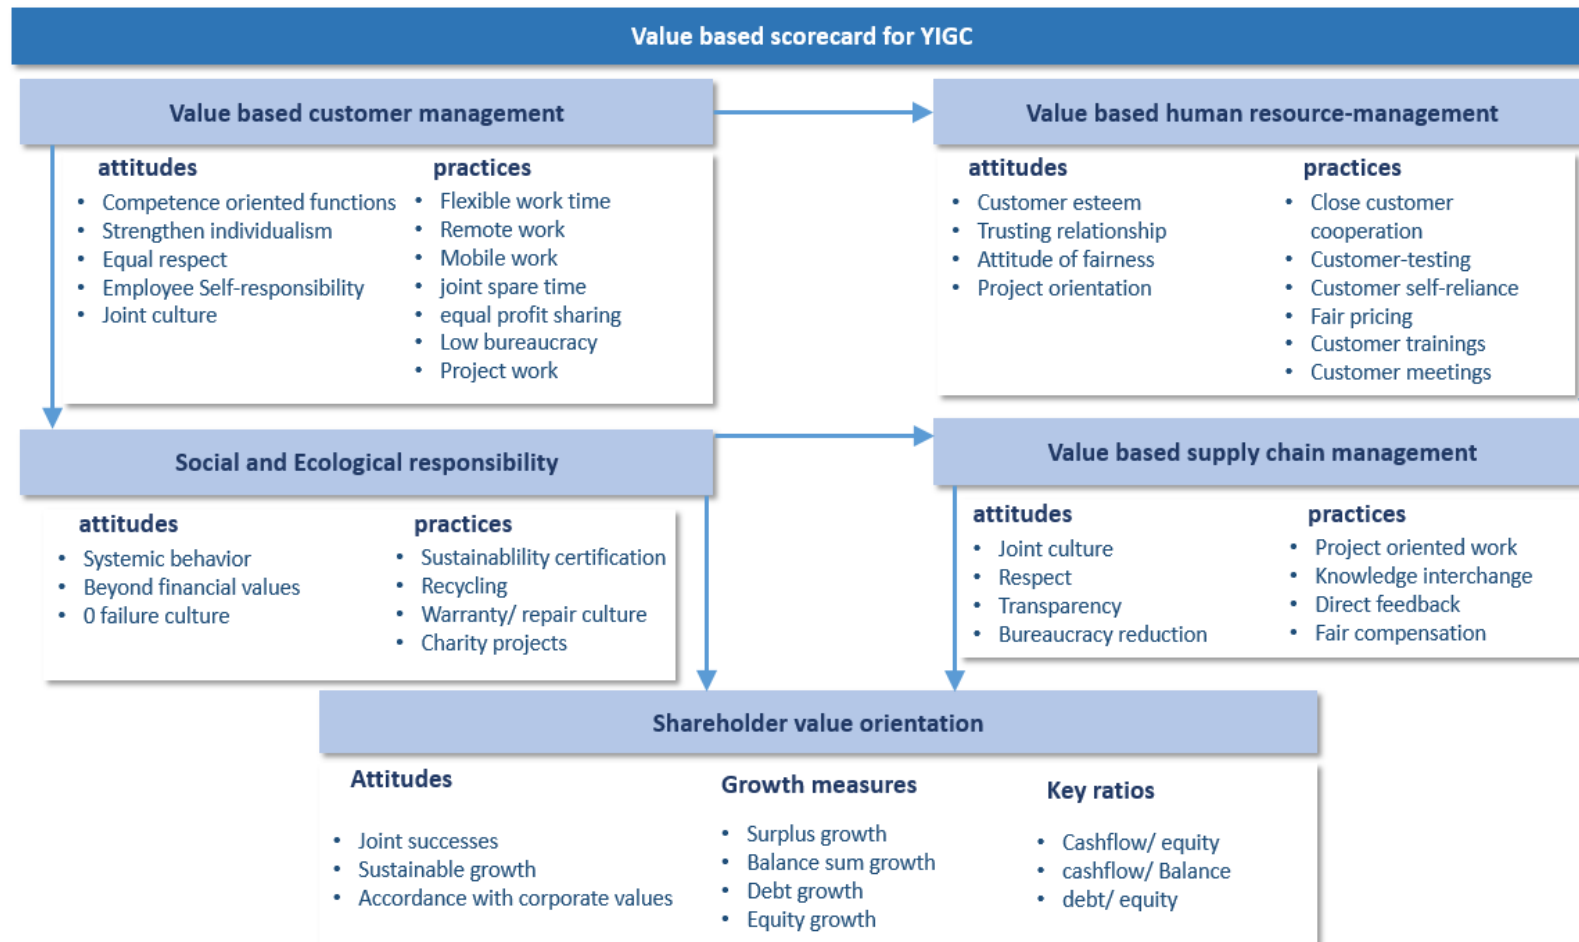 Value based scorecard for YIGC
Value based customer management
attitudes
• Competence oriented functions
• Strengthen individualism
• Equal respect
• Employee Self-responsibility
• Joint culture
practices
• Flexible work time
• Remote work
• Mobile work
• joint spare time
• equal profit sharing
• Low bureaucracy
• Project work
Value based human resource-management
attitudes
• Customer esteem
• Trusting relationship
• Attitude of fairness
• Project orientation
practices
• Close customer
cooperation
• Customer-testing
• Customer self-reliance
• Fair pricing
• Customer trainings
• Customer meetings
Social and Ecological responsibility
attitudes
• Systemic behavior
• Beyond financial values
• 0 failure culture
practices
• Sustainablility certification
• Recycling
• Warranty/ repair culture
• Charity projects
Value based supply chain management
attitudes
• Joint culture
• Respect
• Transparency
• Bureaucracy reduction
practices
• Project oriented work
• Knowledge interchange
• Direct feedback
• Fair compensation
Shareholder value orientation
Attitudes
• Joint successes
• Sustainable growth
• Accordance with corporate values
Growth measures
• Surplus growth
• Balance sum growth
• Debt growth
• Equity growth
Key ratios
• Cashflow/ equity
• cashflow/ Balance
• debt/ equity